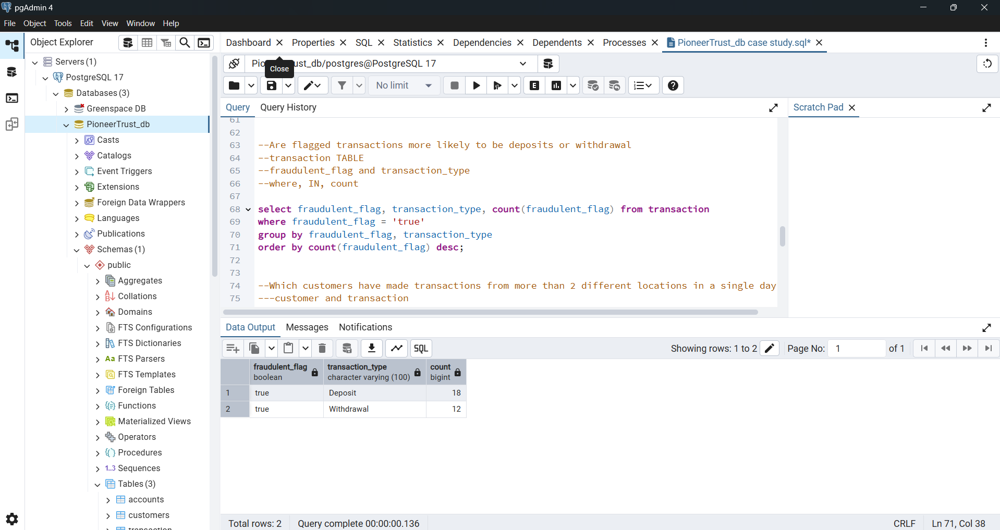 pgAdmin 4
File Object Tools Edit View Window Help
Object Explorer
Dashboard Properties SQL Statistics Dependencies Dependents Processes PioneerTrust_db case study.sql*
Servers (1)
PostgreSQL 17
Databases (3)
Greenspace DB
PioneerTrust_db
Casts
Catalogs
Event Triggers
Extensions
Foreign Data Wrappers
Languages
Publications
Schemas (1)
public
Aggregates
Collations
Domains
FTS Configurations
FTS Dictionaries
Aa FTS Parsers
FTS Templates
Foreign Tables
Functions
Materialized Views
Operators
Procedures
1..3 Sequences
Tables (3)
accounts
customers
transaction
Pio ust_db/postgres@PostgreSQL 17
Close
No limit
E
Query Query History
Scratch Pad
61
62
63 --Are flagged transactions more likely to be deposits or withdrawal
64 --transaction TABLE
65 --fraudulent_flag and transaction_type
66 --where, IN, count
67
68 select fraudulent_flag, transaction_type, count(fraudulent_flag) from transaction
69 where fraudulent_flag = 'true'
70 group by fraudulent_flag, transaction_type
71 order by count(fraudulent_flag) desc;
72
73
74 --Which customers have made transactions from more than 2 different locations in a single day
75 ---customer and transaction
Data Output Messages Notifications
SQL
Showing rows: 1 to 2 Page No: 1 of 1
fraudulent_flag transaction_type count
boolean character varying (100) bigint
1 true Deposit 18
2 true Withdrawal 12
Total rows: 2 Query complete 00:00:00.136 CRLF Ln 71, Col 38